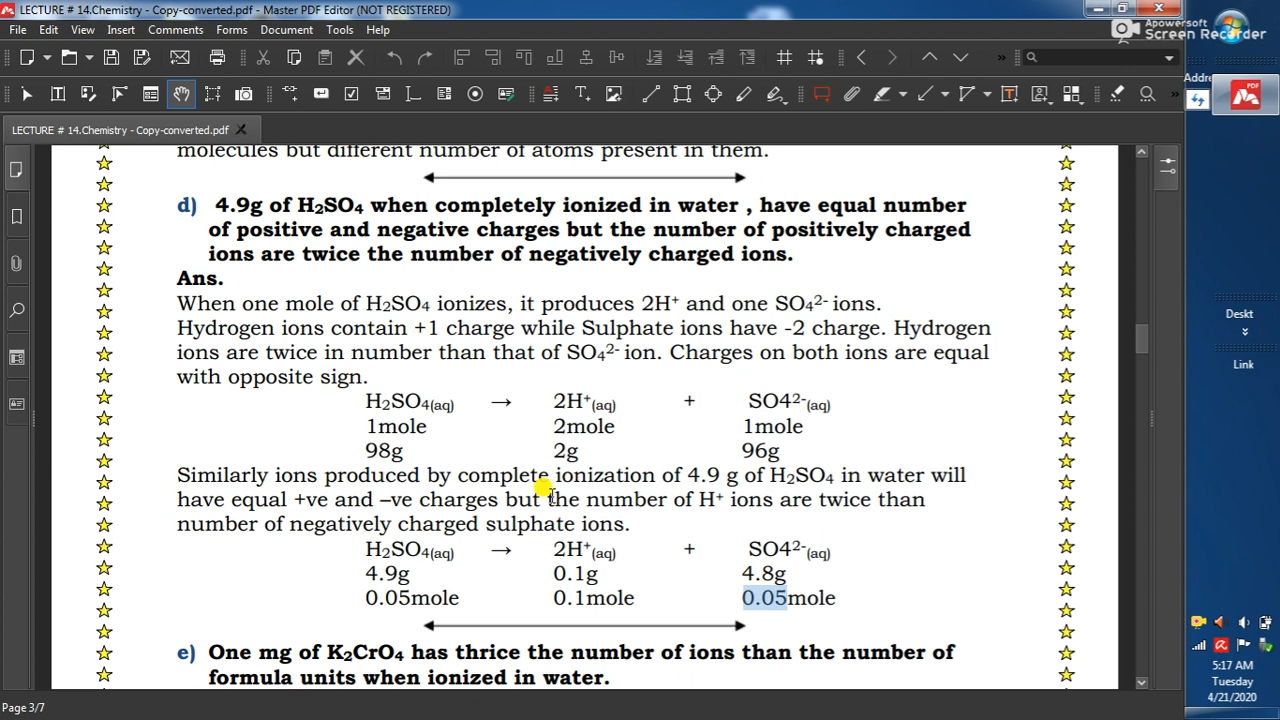 LECTURE # 14.Chemistry - Copy-converted.pdf - Master PDF Editor (NOT REGISTERED)
Apowersoft
Screen Recorder
File Edit View Insert Comments Forms Document Tools Help
Addre
LECTURE # 14.Chemistry - Copy-converted.pdf
PDF
molecules but different number of atoms present in them.
d) 4.9g of H₂SO₄ when completely ionized in water , have equal number
of positive and negative charges but the number of positively charged
ions are twice the number of negatively charged ions.
Ans.
When one mole of H₂SO₄ ionizes, it produces 2H⁺ and one SO₄²⁻ ions.
Hydrogen ions contain +1 charge while Sulphate ions have -2 charge. Hydrogen
ions are twice in number than that of SO₄²⁻ ion. Charges on both ions are equal
with opposite sign.
H₂SO₄(aq) → 2H⁺(aq) + SO4²⁻(aq)
1mole 2mole 1mole
98g 2g 96g
Similarly ions produced by complete ionization of 4.9 g of H₂SO₄ in water will
have equal +ve and –ve charges but the number of H⁺ ions are twice than
number of negatively charged sulphate ions.
H₂SO₄(aq) → 2H⁺(aq) + SO4²⁻(aq)
4.9g 0.1g 4.8g
0.05mole 0.1mole 0.05mole
e) One mg of K₂CrO₄ has thric the number of ions than the number of
formula units when ionized in water.
Deskt
Link
5:17 AM
Tuesday
4/21/2020
Page 3/7